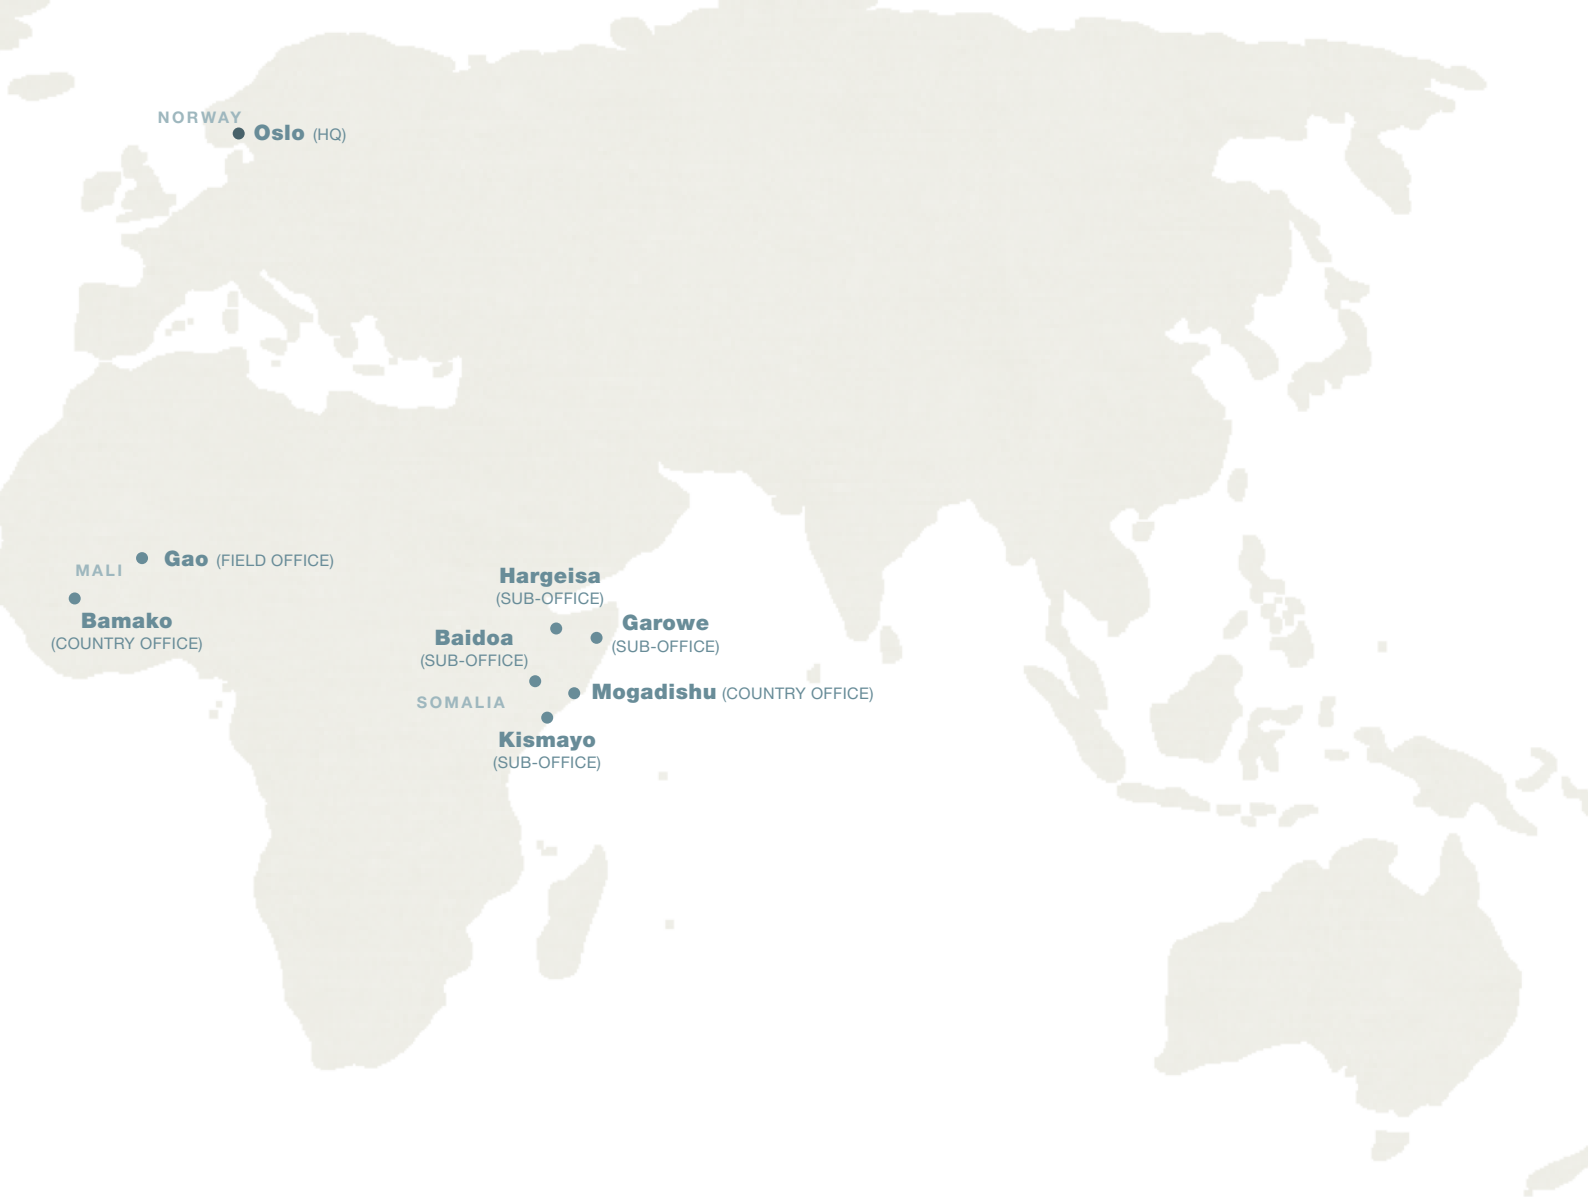 NORWAY
Oslo (HQ)
Gao (FIELD OFFICE)
MALI
Bamako
(COUNTRY OFFICE)
Hargeisa
(SUB-OFFICE)
Garowe
(SUB-OFFICE)
Baidoa
(SUB-OFFICE)
Mogadishu (COUNTRY OFFICE)
SOMALIA
Kismayo
(SUB-OFFICE)